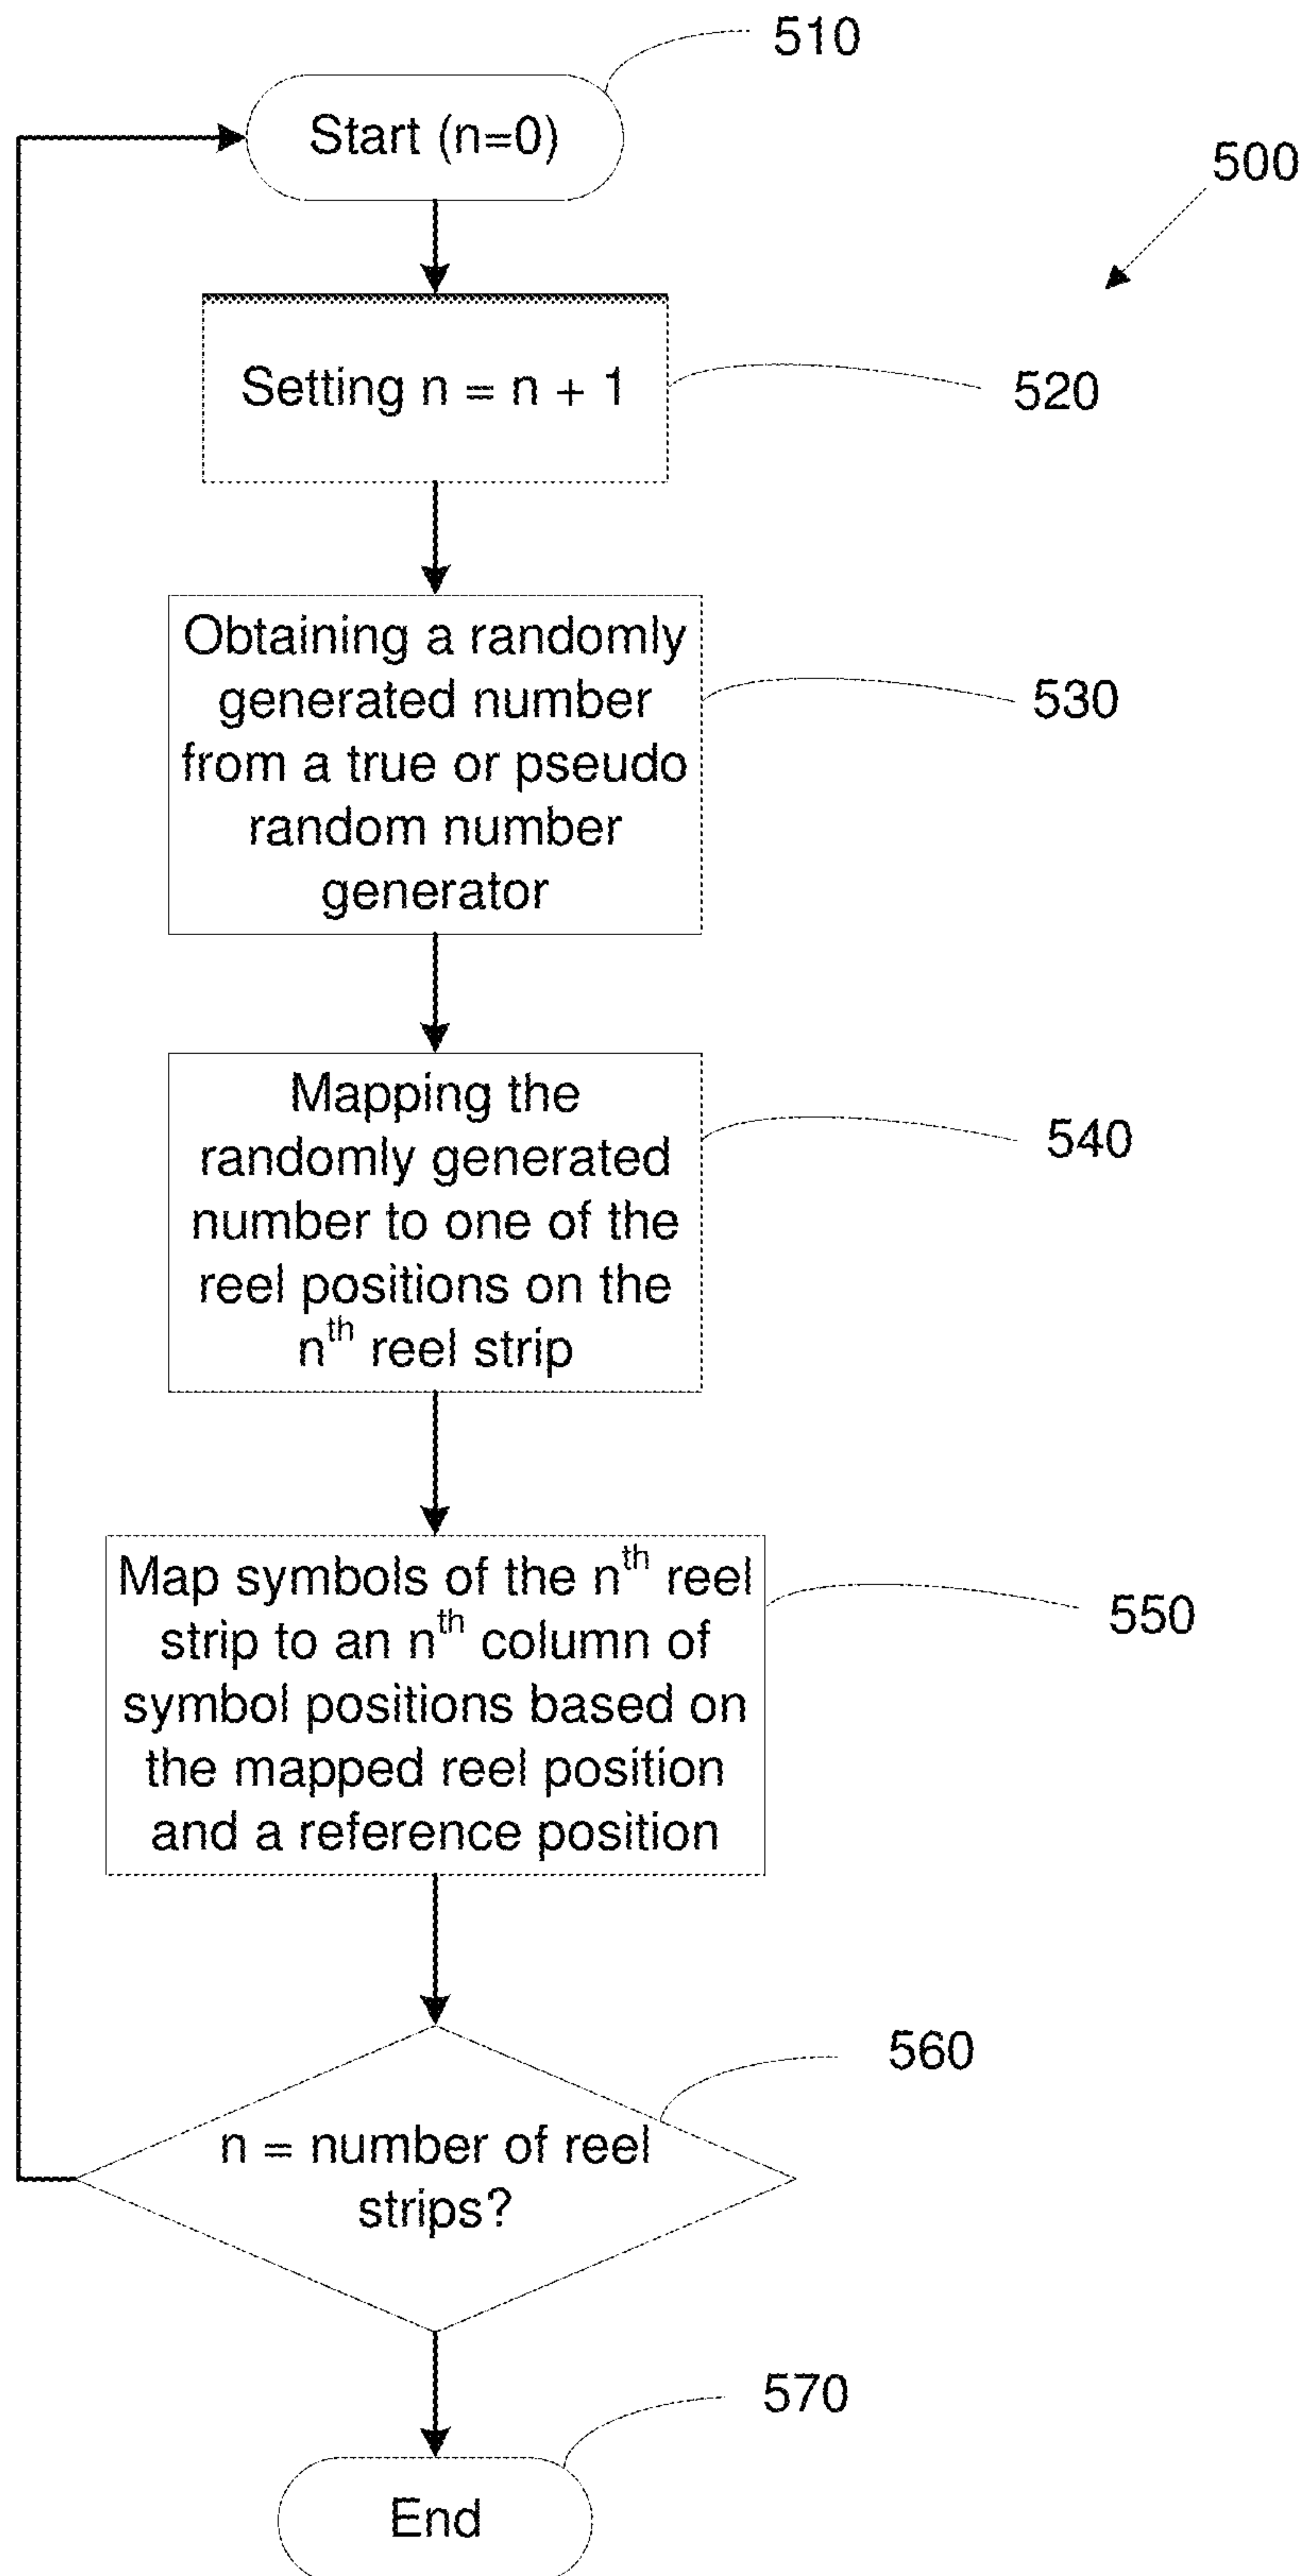 510
Start (n=0)
500
Setting n = n + 1
520
Obtaining a randomly
generated number
from a true or pseudo
random number
generator
530
Mapping the
randomly generated
number to one of the
reel positions on the
nth reel strip
540
Map symbols of the nth reel
strip to an nth column of
symbol positions based on
the mapped reel position
and a reference position
550
560
n = number of reel
strips?
570
End